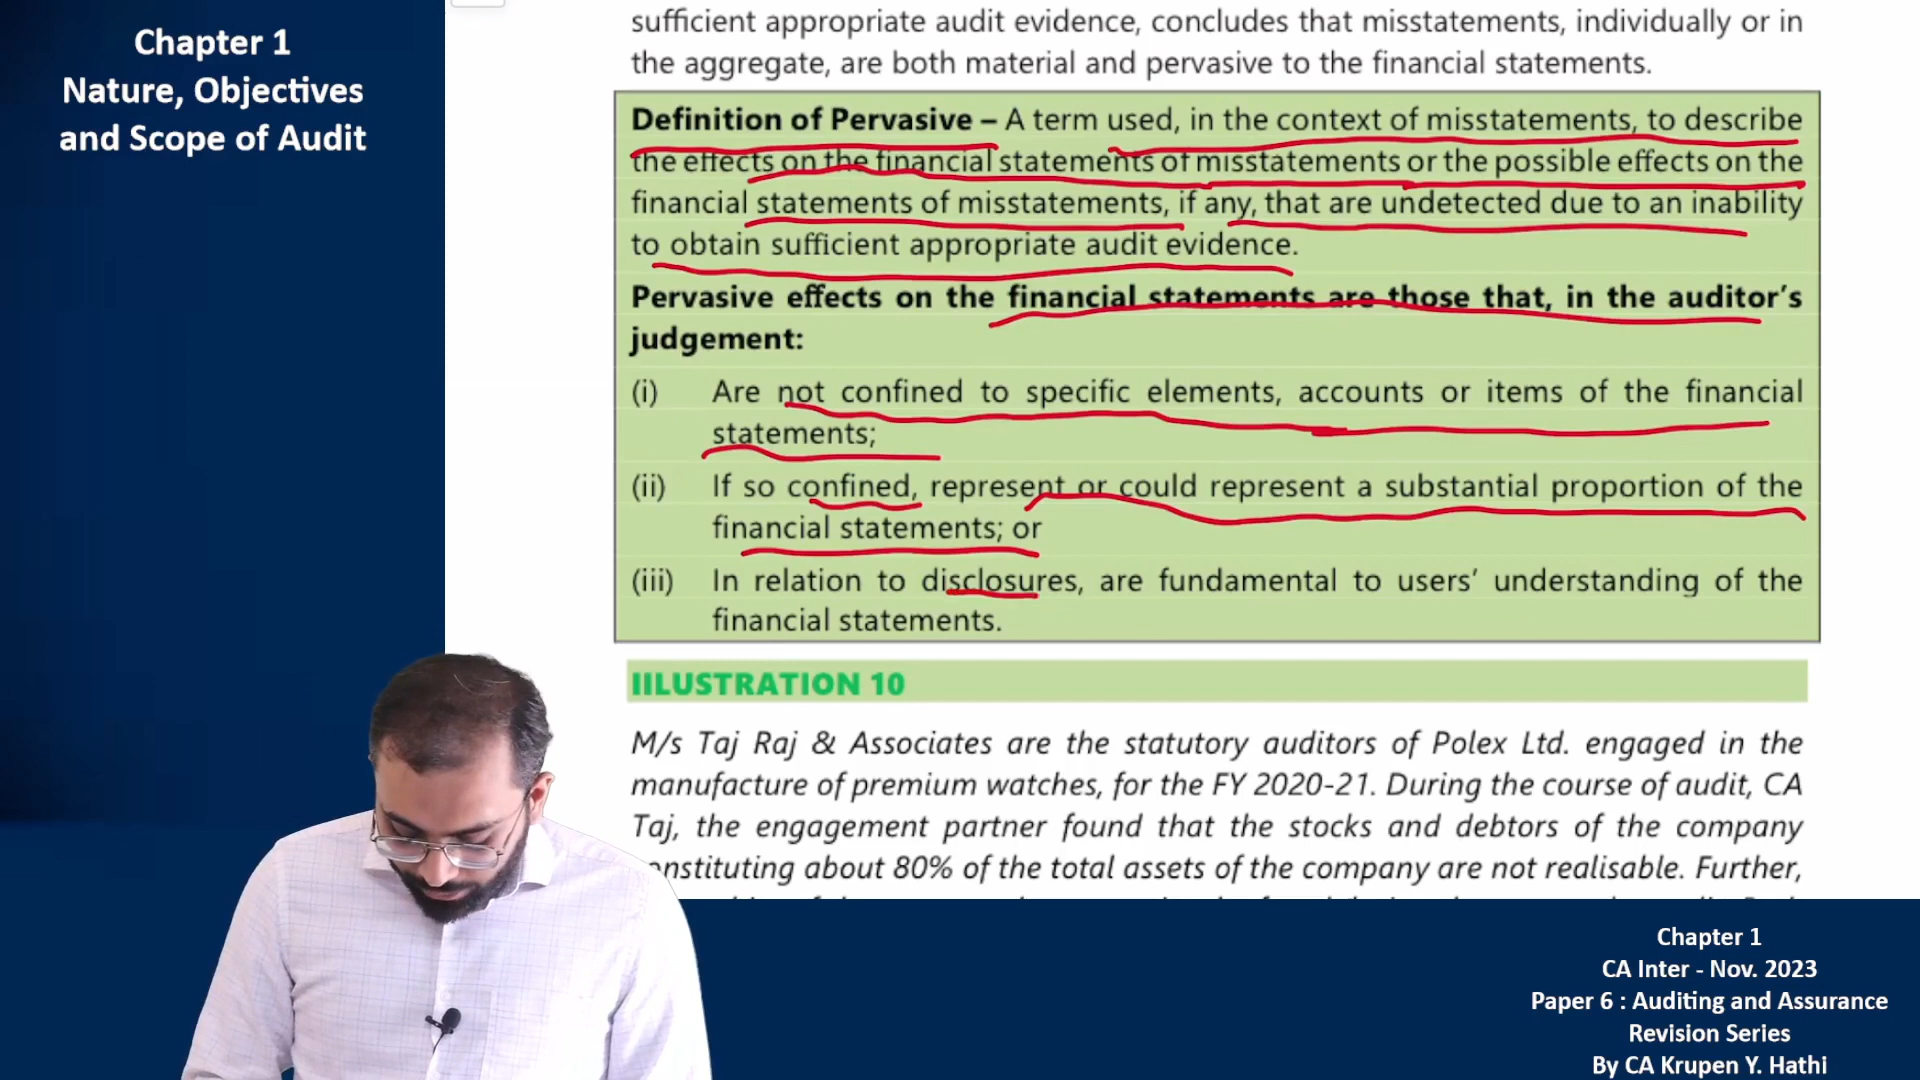 Chapter 1
Nature, Objectives
and Scope of Audit
sufficient appropriate audit evidence, concludes that misstatements, individually or in
the aggregate, are both material and pervasive to the financial statements.
Definition of Pervasive – A term used, in the context of misstatements, to describe
the effects on the financial statements of misstatements or the possible effects on the
financial statements of misstatements, if any, that are undetected due to an inability
to obtain sufficient appropriate audit evidence.
Pervasive effects on the financial statements are those that, in the auditor's
judgement:
(i) Are not confined to specific elements, accounts or items of the financial
statements;
(ii) If so confined, represent or could represent a substantial proportion of the
financial statements; or
(iii) In relation to disclosures, are fundamental to users' understanding of the
financial statements.
IILUSTRATION 10
M/s Taj Raj & Associates are the statutory auditors of Polex Ltd. engaged in the
manufacture of premium watches, for the FY 2020-21. During the course of audit, CA
Taj, the engagement partner found that the stocks and debtors of the company
about 80% of the total assets of the company are not realisable. Further,
Chapter 1
CA Inter - Nov. 2023
Paper 6 : Auditing and Assurance
Revision Series
By CA Krupen Y. Hathi